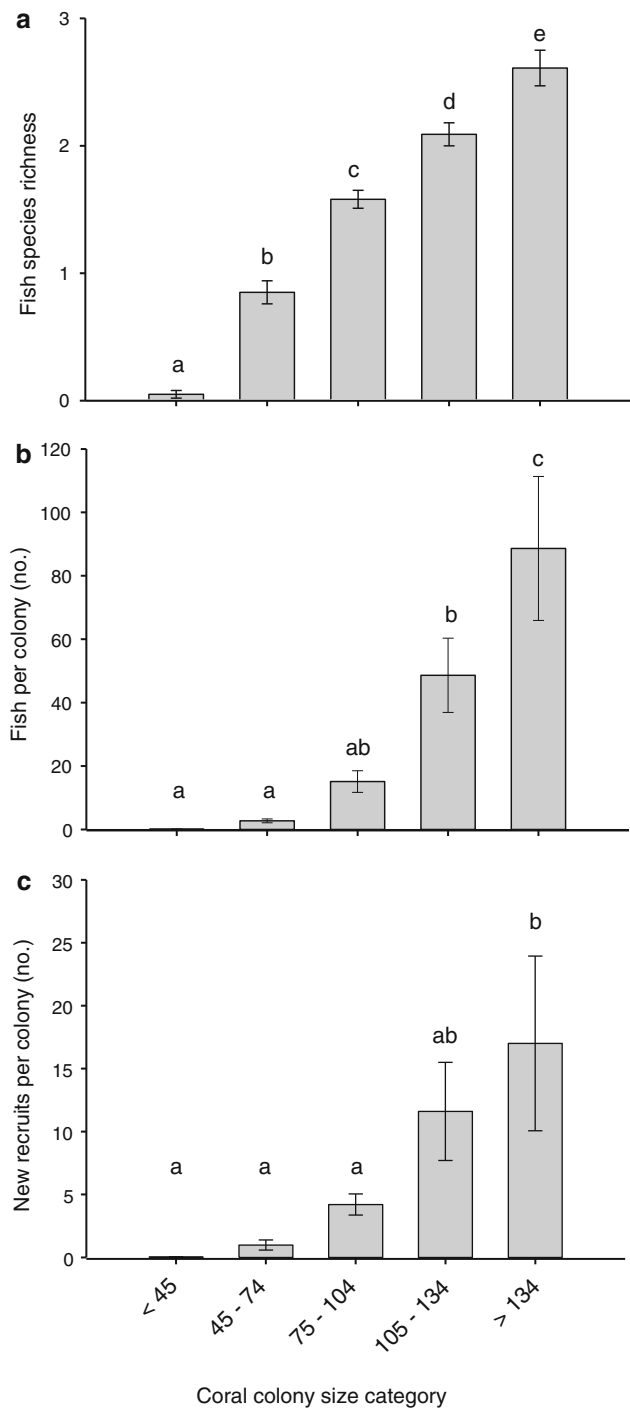 a
3
2
1
0
Fish species richness
a
b
c
d
e
b
120
100
80
60
40
20
0
Fish per colony (no.)
a
a
ab
b
c
c
30
25
20
15
10
5
0
New recruits per colony (no.)
a
a
a
ab
b
< 45
45 - 74
75 - 104
105 - 134
> 134
Coral colony size category